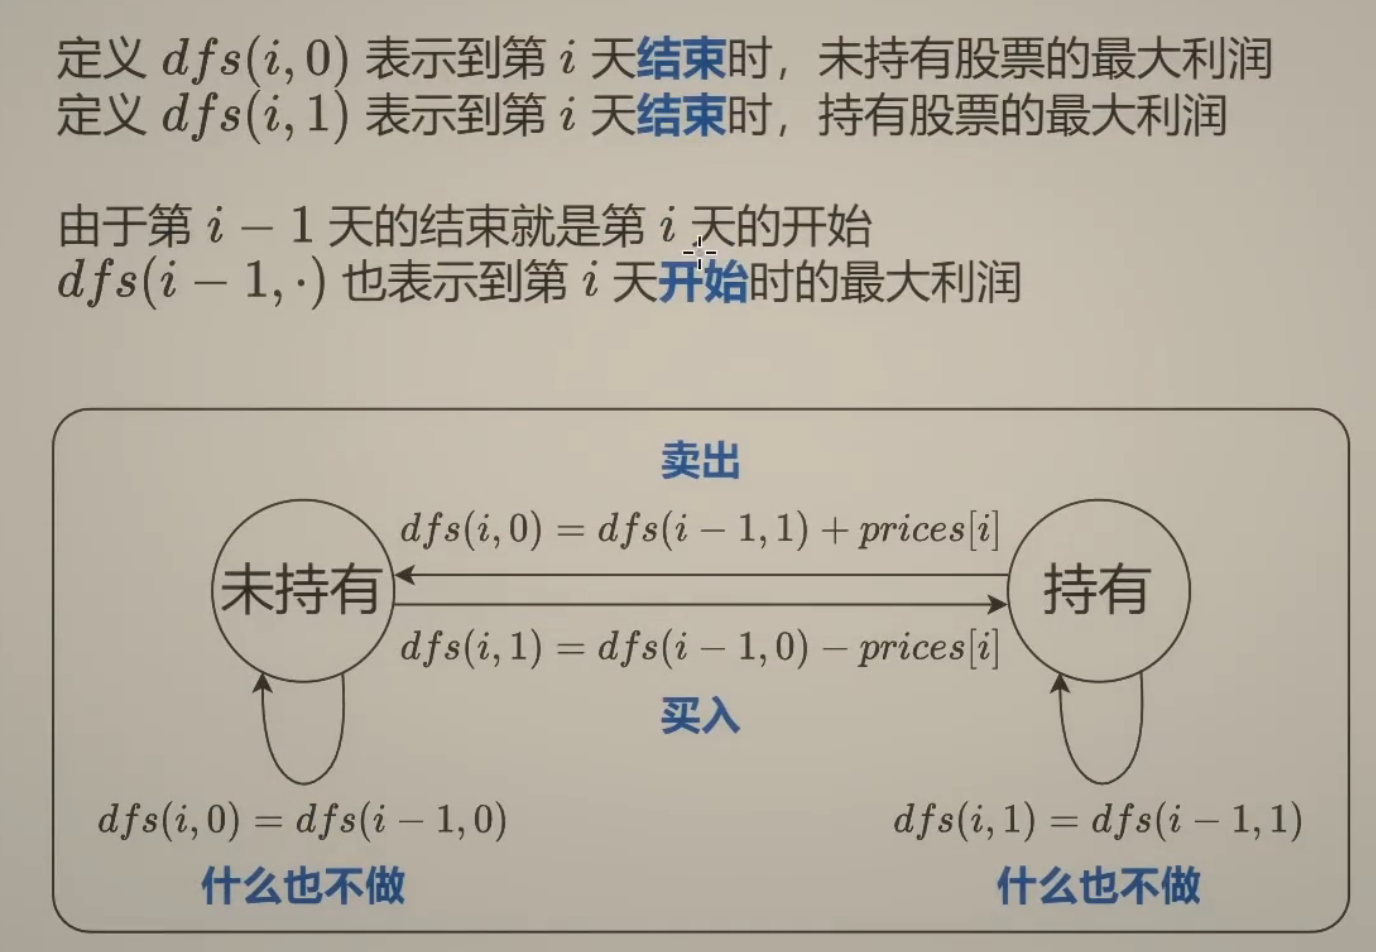 定义 dfs(i, 0) 表示到第 i 天结束时，未持有股票的最大利润
定义 dfs(i, 1) 表示到第 i 天结束时，持有股票的最大利润
由于第 i − 1 天的结束就是第 i 天的开始
dfs(i − 1, ·) 也表示到第 i 天开始时的最大利润
卖出
dfs(i, 0) = dfs(i − 1, 1) + prices[i]
未持有
持有
dfs(i, 1) = dfs(i − 1, 0) − prices[i]
买入
dfs(i, 0) = dfs(i − 1, 0)
dfs(i, 1) = dfs(i − 1, 1)
什么也不做
什么也不做